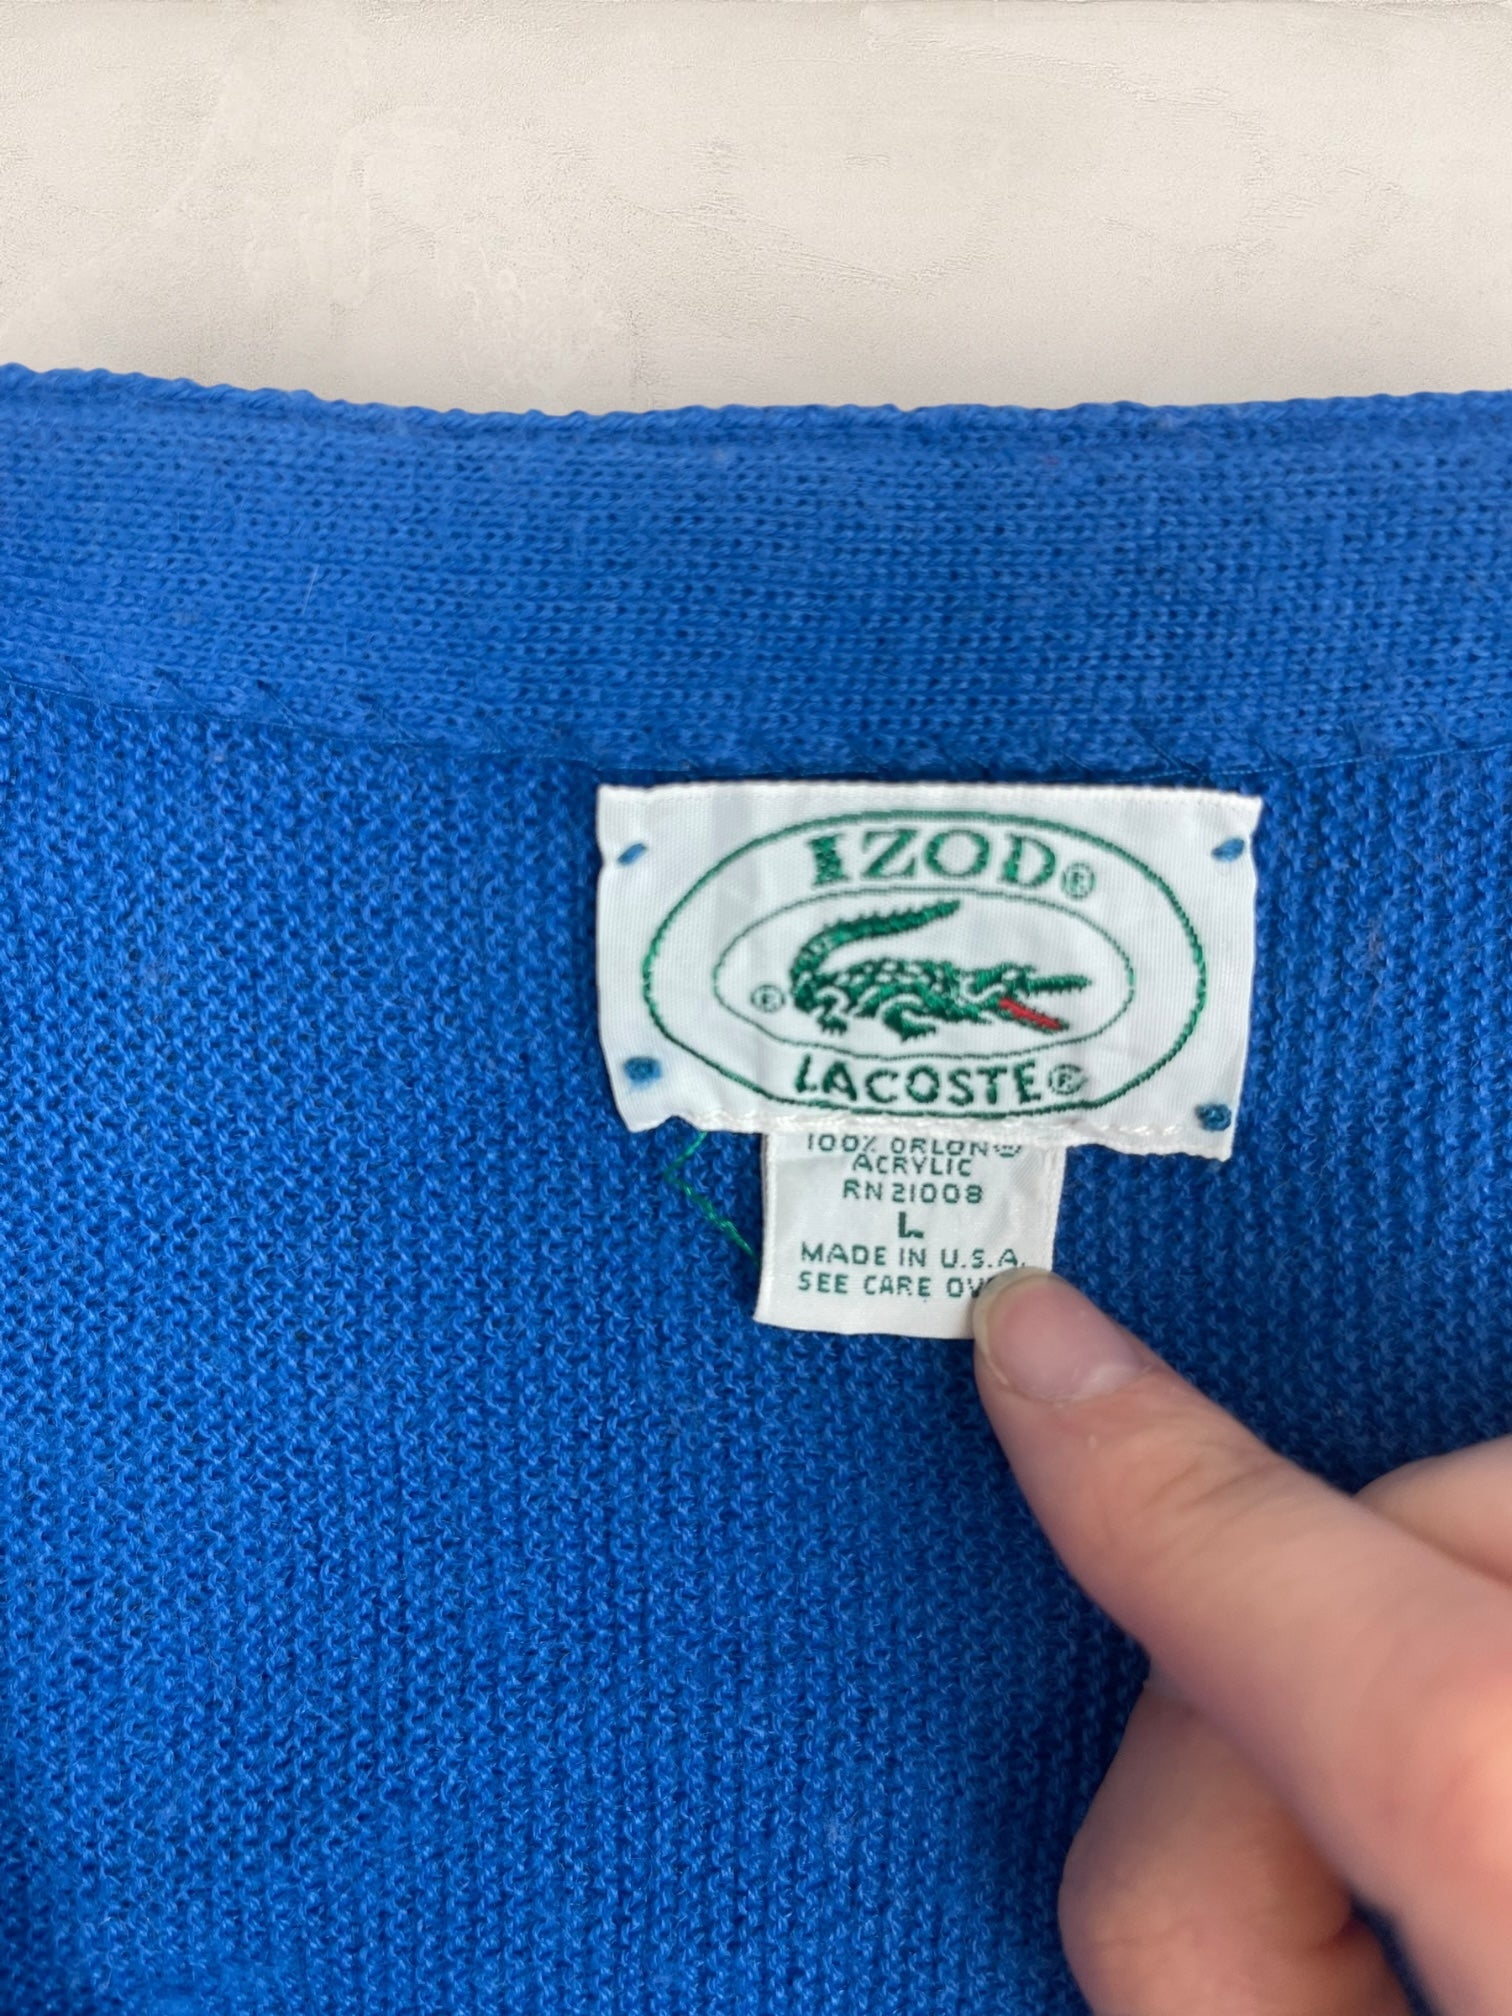 IZOD®
®
LACOSTE®
100% ORLON®
ACRYLIC
RN 21008
L
MADE IN U.S.A.
SEE CARE